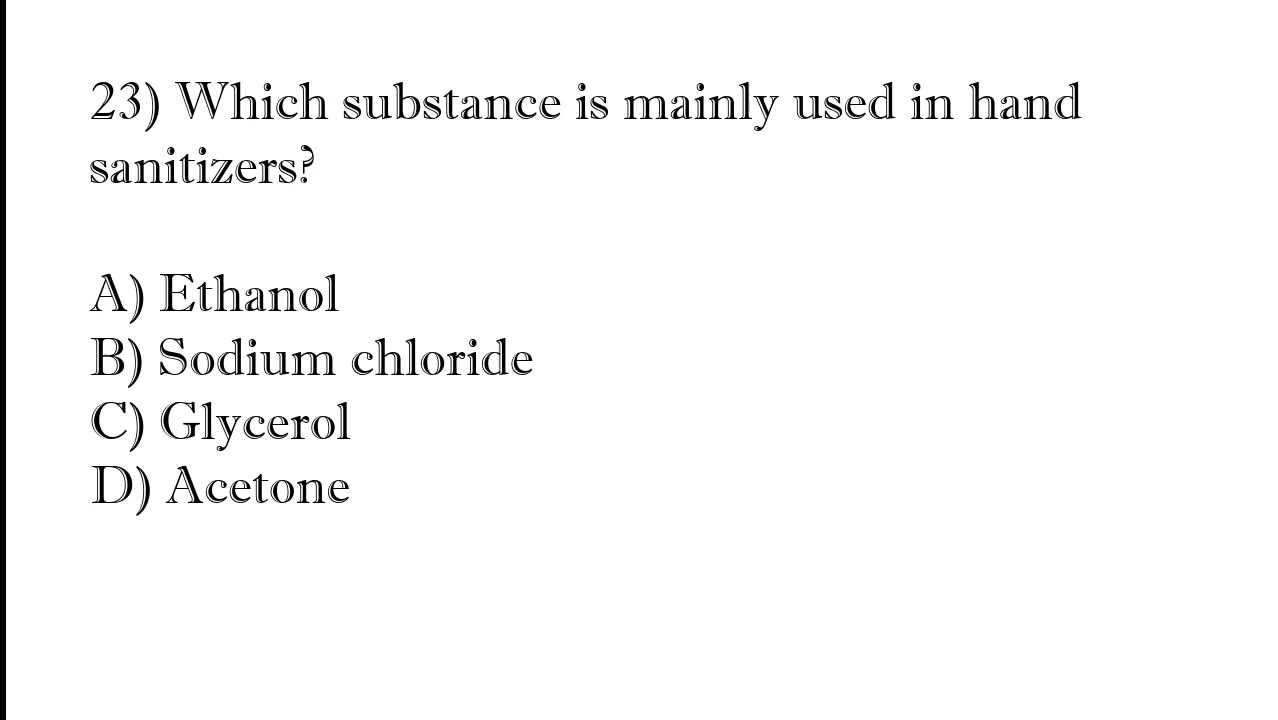 23) Which substance is mainly used in hand
sanitizers?
A) Ethanol
B) Sodium chloride
C) Glycerol
D) Acetone